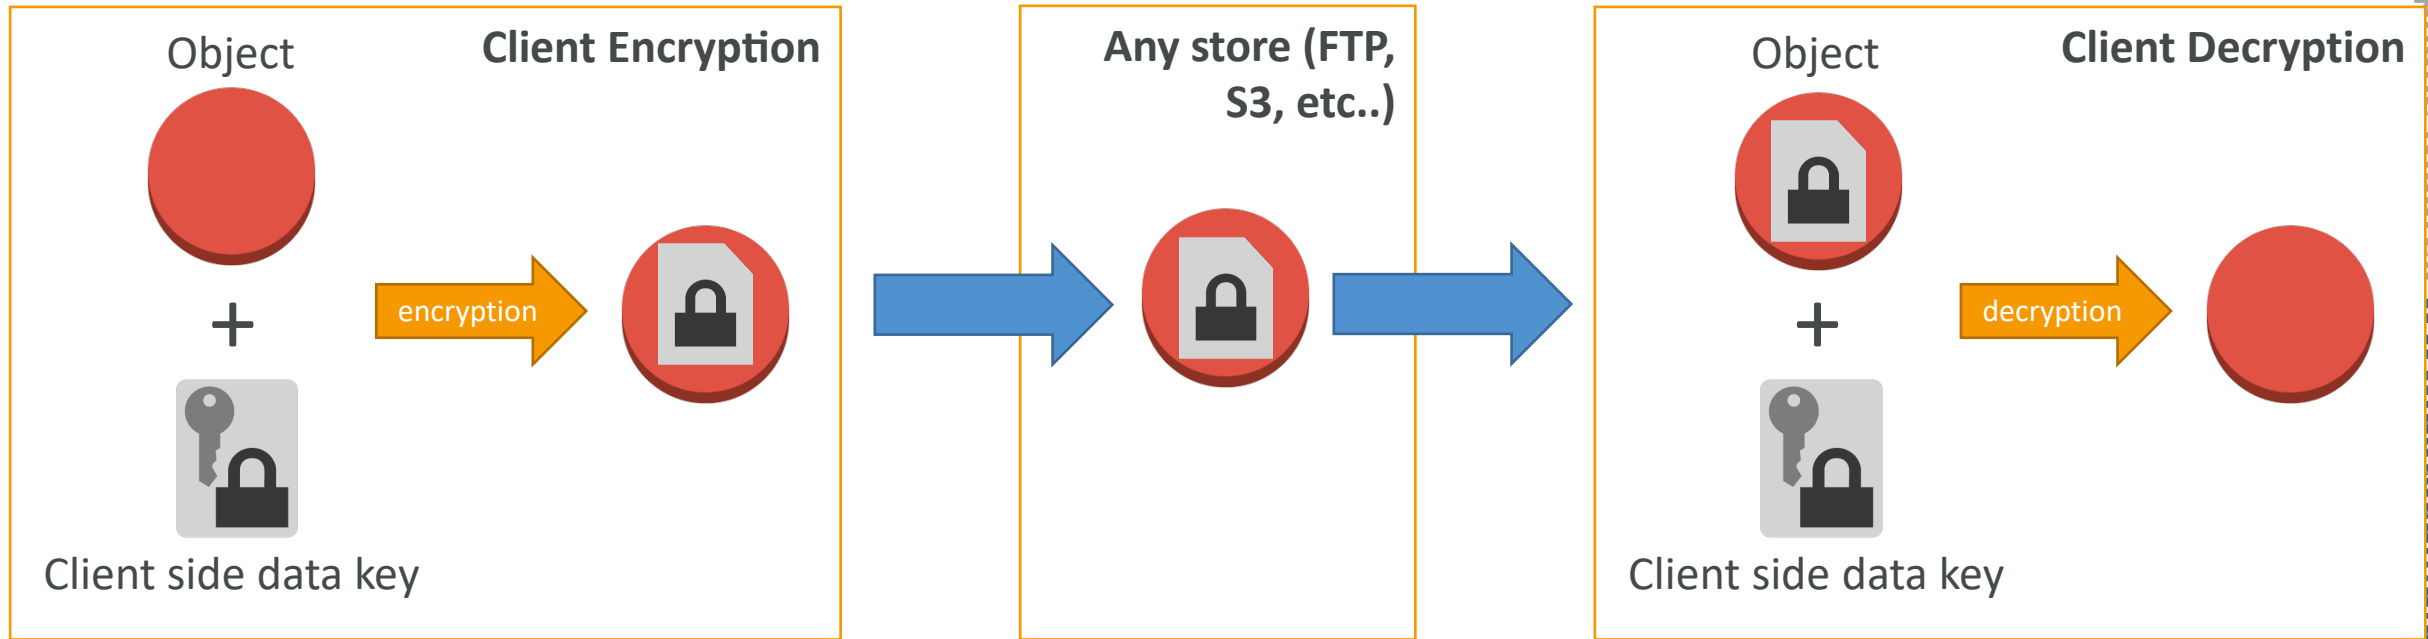 Object
Client Encryption
encryption
Client side data key
Any store (FTP,
S3, etc..)
Object
Client Decryption
decryption
Client side data key